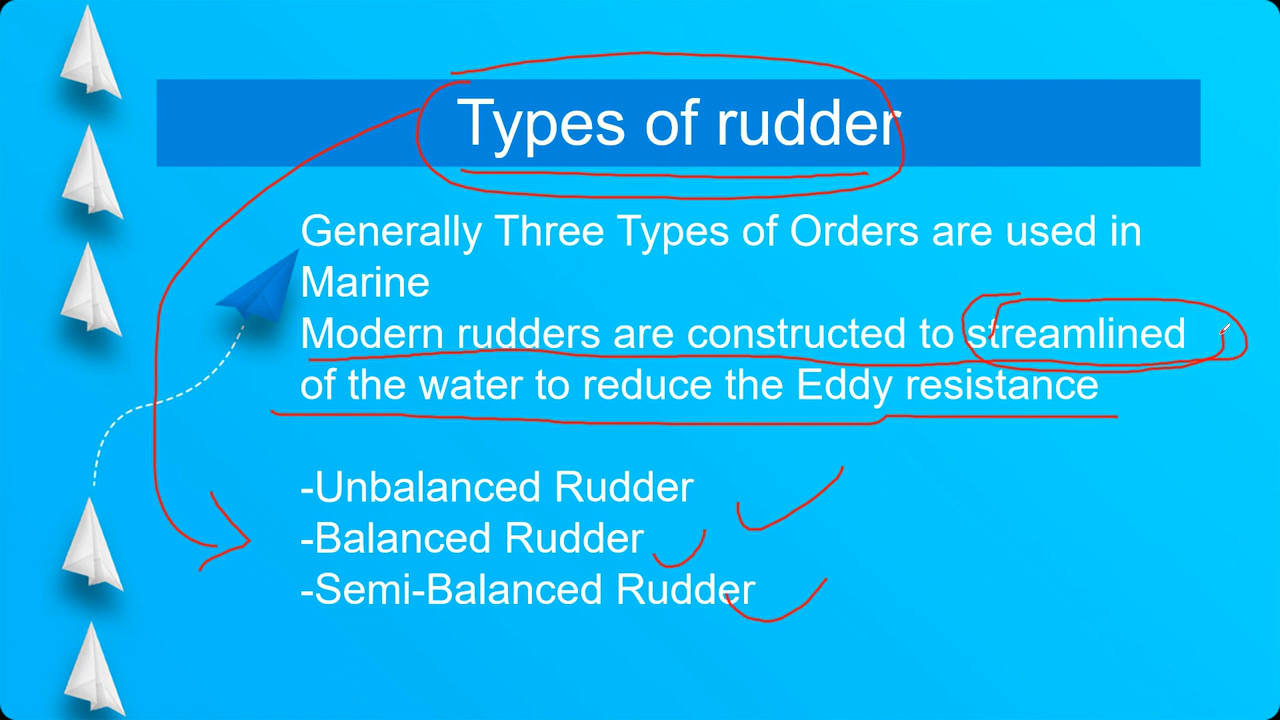 Types of rudder
Generally Three Types of Orders are used in
Marine
Modern rudders are constructed to streamlined
of the water to reduce the Eddy resistance
-Unbalanced Rudder
-Balanced Rudder
-Semi-Balanced Rudder